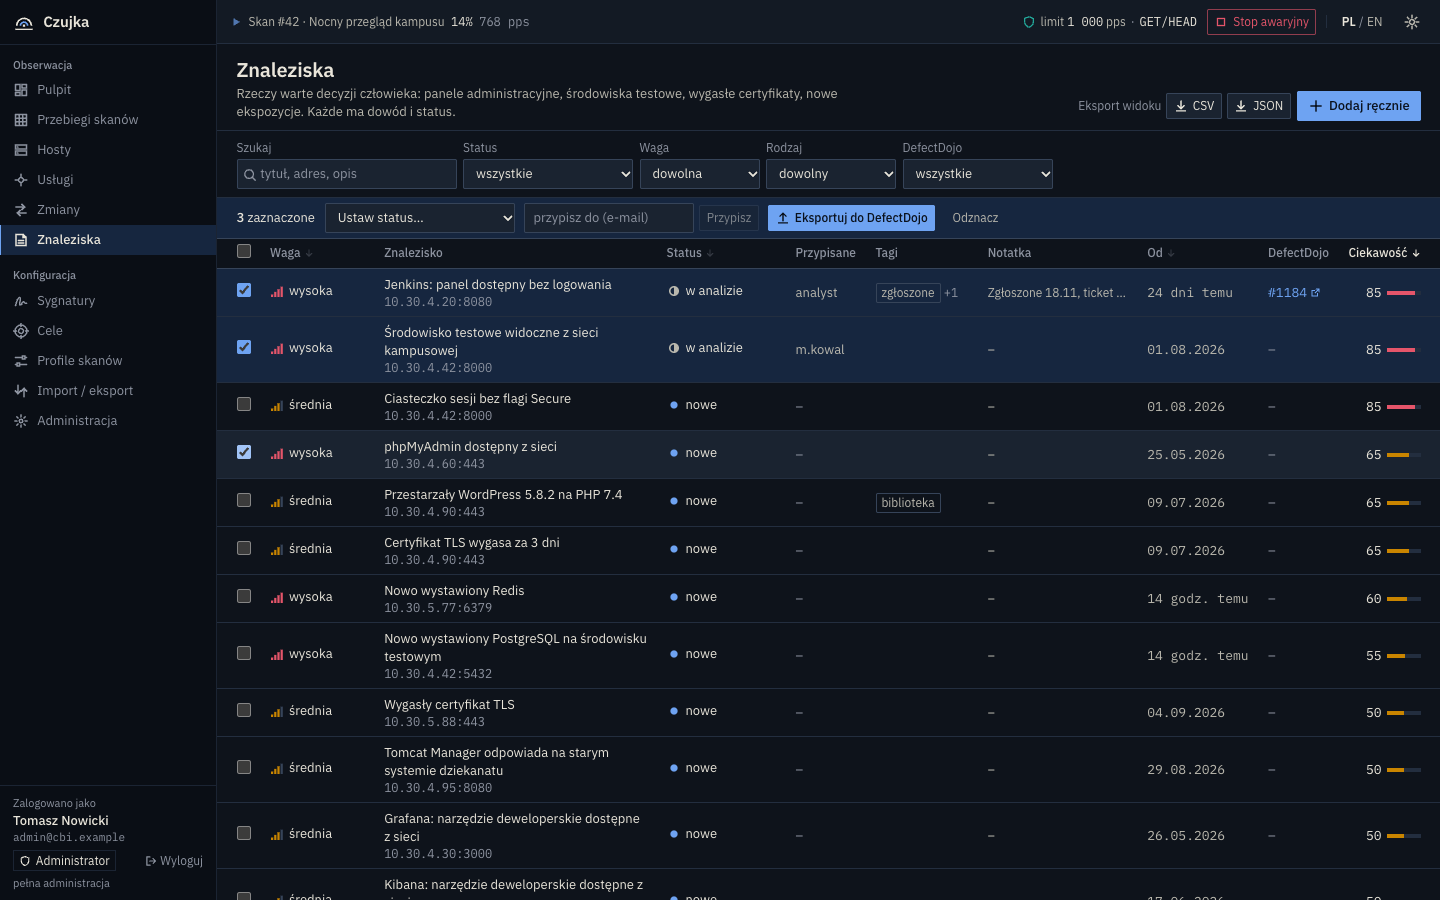 Czujka
Skan #42 · Nocny przegląd kampusu 14% 768 pps
limit 1 000 pps · GET/HEAD
Stop awaryjny
PL / EN
Obserwacja
Pulpit
Przebiegi skanów
Hosty
Usługi
Zmiany
Znaleziska
Konfiguracja
Sygnatury
Cele
Profile skanów
Import / eksport
Administracja
Zalogowano jako
Tomasz Nowicki
admin@cbi.example
Administrator
Wyloguj
pełna administracja
Znaleziska
Rzeczy warte decyzji człowieka: panele administracyjne, środowiska testowe, wygasłe certyfikaty, nowe
ekspozycje. Każde ma dowód i status.
Eksport widoku CSV JSON Dodaj ręcznie
Szukaj Status Waga Rodzaj DefectDojo
tytuł, adres, opis wszystkie dowolna dowolny wszystkie
3 zaznaczone Ustaw status... przypisz do (e-mail) Przypisz Eksportuj do DefectDojo Odznacz
Waga Znalezisko Status Przypisane Tagi Notatka Od DefectDojo Ciekawość
wysoka Jenkins: panel dostępny bez logowania w analizie analyst zgłoszone +1 Zgłoszone 18.11, ticket ... 24 dni temu #1184 85
10.30.4.20:8080
Środowisko testowe widoczne z sieci
kampusowej
wysoka w analizie m.kowal – 01.08.2026 – 85
10.30.4.42:8000
średnia Ciasteczko sesji bez flagi Secure nowe – – 01.08.2026 – 85
10.30.4.42:8000
wysoka phpMyAdmin dostępny z sieci nowe – – 25.05.2026 – 65
10.30.4.60:443
średnia Przestarzały WordPress 5.8.2 na PHP 7.4 nowe – biblioteka – 09.07.2026 – 65
10.30.4.90:443
średnia Certyfikat TLS wygasa za 3 dni nowe – – 09.07.2026 – 65
10.30.4.90:443
wysoka Nowo wystawiony Redis nowe – – 14 godz. temu – 60
10.30.5.77:6379
Nowo wystawiony PostgreSQL na środowisku
testowym
wysoka nowe – – 14 godz. temu – 55
10.30.4.42:5432
średnia Wygasły certyfikat TLS nowe – – 04.09.2026 – 50
10.30.5.88:443
Tomcat Manager odpowiada na starym
systemie dziekanatu
średnia nowe – – 29.08.2026 – 50
10.30.4.95:8080
Grafana: narzędzie deweloperskie dostępne
z sieci
średnia nowe – – 26.05.2026 – 50
10.30.4.30:3000
Kibana: narzędzie deweloperskie dostępne z